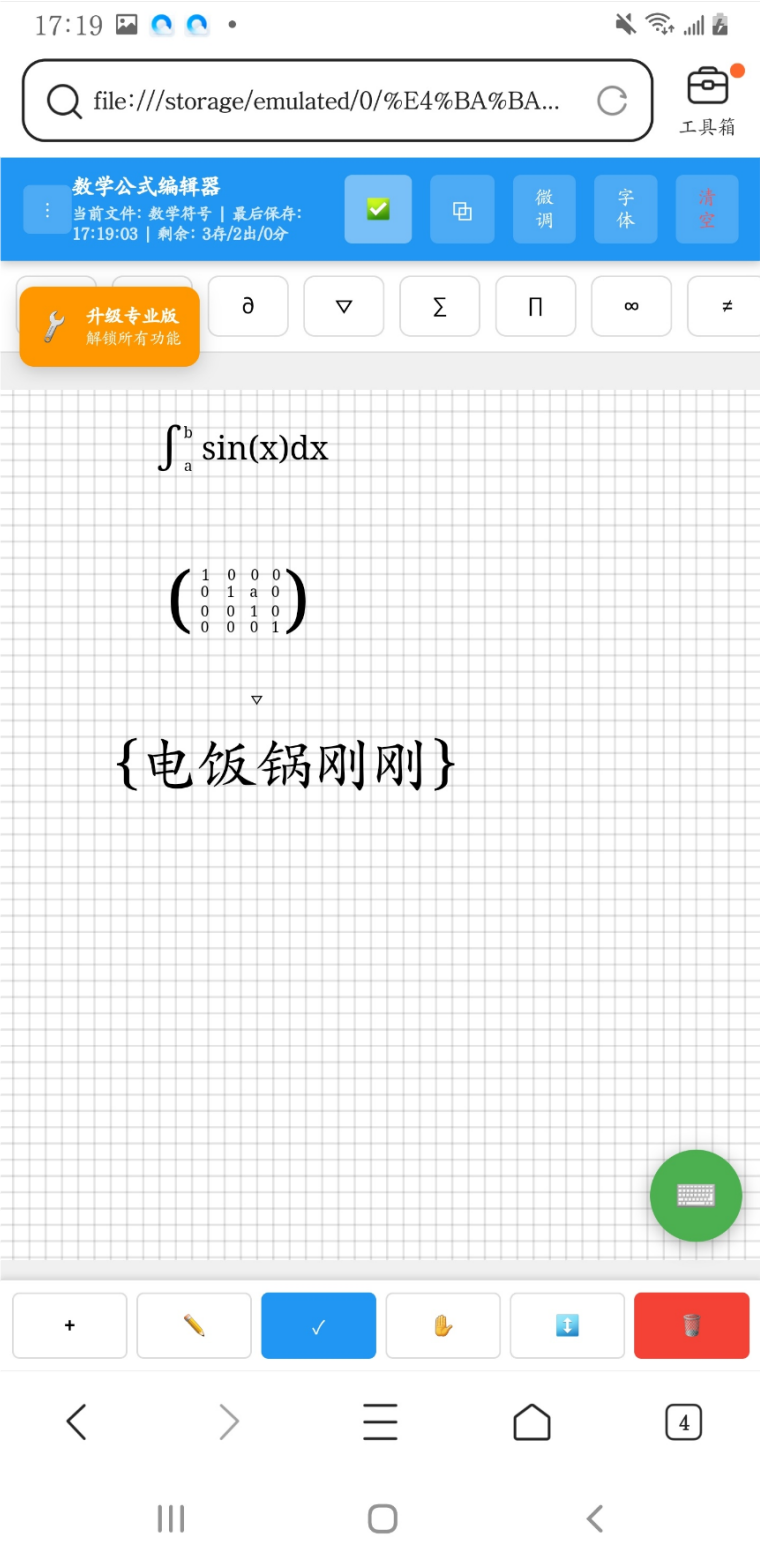 17:19
file:///storage/emulated/0/%E4%BA%BA%...
工具箱
数学公式编辑器
当前文件: 数学符号 | 最后保存:
17:19:03 | 剩余: 3存/2出/0分
微调
字体
清空
∂ ▽ ∑ ∏ ∞ ≠
升级专业版
解锁所有功能
∫ b a sin(x)dx
( 1 0 0 0
0 1 a 0
0 0 1 0
0 0 0 1 )
▽
{电饭锅刚刚}
+ ✓
4